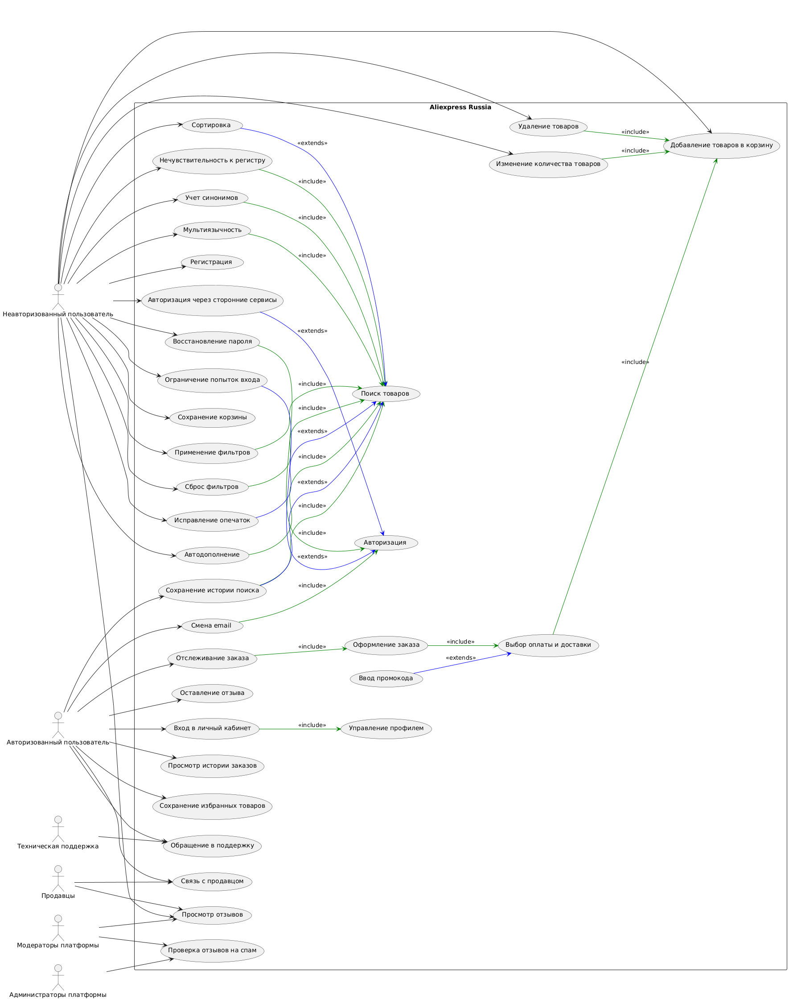 Aliexpress Russia
Сортировка
«extends»
Удаление товаров
«include»
Добавление товаров в корзину
«include»
Нечувствительность к регистру
Изменение количества товаров
«include»
Учет синонимов
«include»
Мультиязычность
«include»
Регистрация
Неавторизованный пользователь
Авторизация через сторонние сервисы
«extends»
Восстановление пароля
«include»
Ограничение попыток входа
«include»
Поиск товаров
«include»
Сохранение корзины
«extends»
Применение фильтров
«include»
Сброс фильтров
«extends»
«include»
Исправление опечаток
«include»
Авторизация
Автодополнение
«extends»
Сохранение истории поиска
«include»
Смена email
Отслеживание заказа
«include»
Оформление заказа
«include»
Выбор оплаты и доставки
«extends»
Ввод промокода
Оставление отзыва
Авторизованный пользователь
Вход в личный кабинет
«include»
Управление профилем
Просмотр истории заказов
Сохранение избранных товаров
Техническая поддержка
Обращение в поддержку
Продавцы
Связь с продавцом
Просмотр отзывов
Модераторы платформы
Проверка отзывов на спам
Администраторы платформы